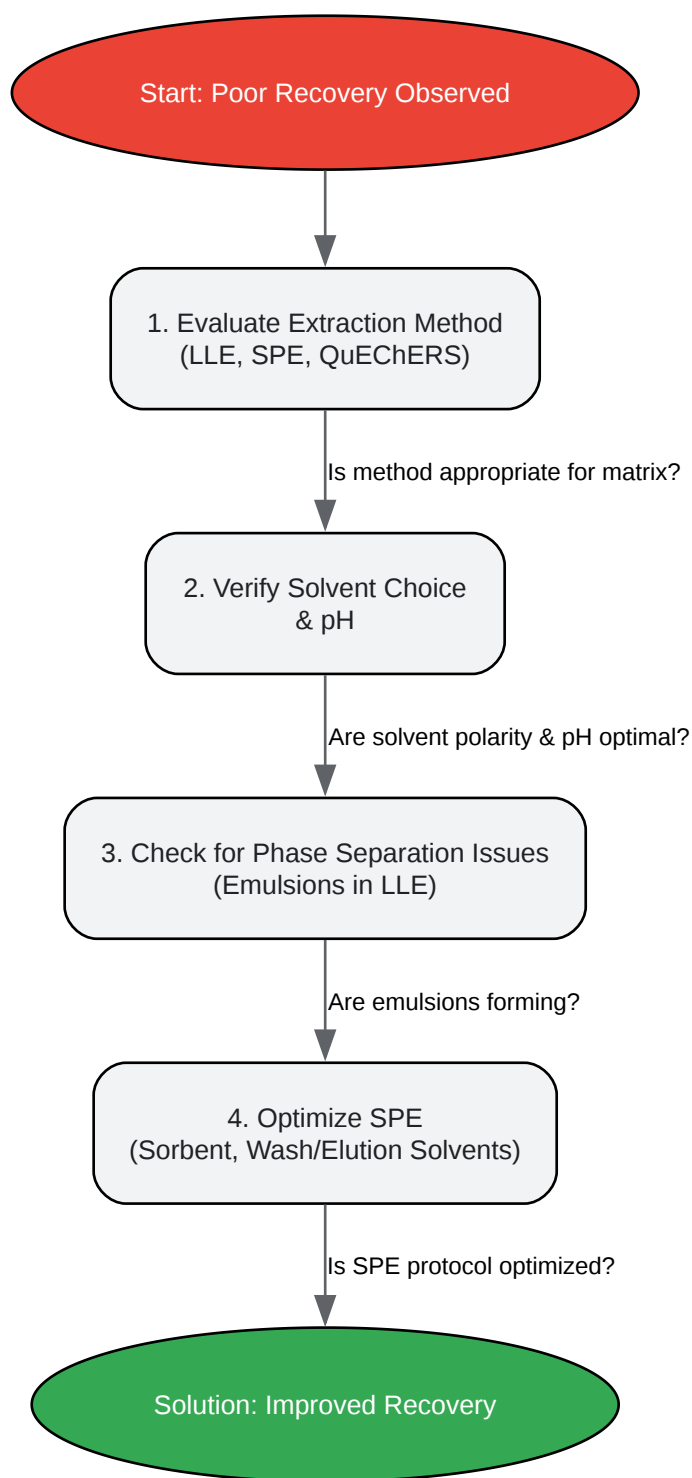 Start: Poor Recovery Observed
1. Evaluate Extraction Method
(LLE, SPE, QuEChERS)
Is method appropriate for matrix?
2. Verify Solvent Choice
& pH
Are solvent polarity & pH optimal?
3. Check for Phase Separation Issues
(Emulsions in LLE)
Are emulsions forming?
4. Optimize SPE
(Sorbent, Wash/Elution Solvents)
Is SPE protocol optimized?
Solution: Improved Recovery